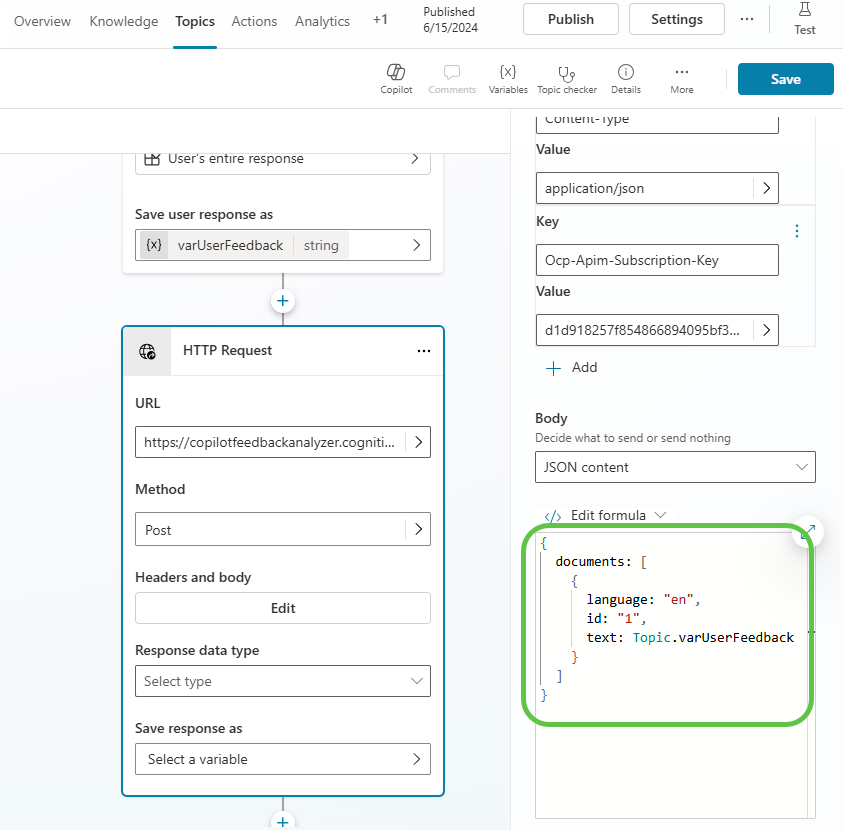 Overview Knowledge Topics Actions Analytics +1 Published 6/15/2024 Publish Settings ··· Test
Copilot Comments {x} Variables Topic checker Details ··· More Save
User's entire response
Save user response as
{x} varUserFeedback string
HTTP Request ···
URL
https://copilotfeedbackanalyzer.cogniti...
Method
Post
Headers and body
Edit
Response data type
Select type
Save response as
Select a variable
Content-Type
Value
application/json
Key
Ocp-Apim-Subscription-Key
Value
d1d918257f854866894095bf3...
+ Add
Body
Decide what to send or send nothing
JSON content
</> Edit formula
{
documents: [
{
language: "en",
id: "1",
text: Topic.varUserFeedback
}
]
}